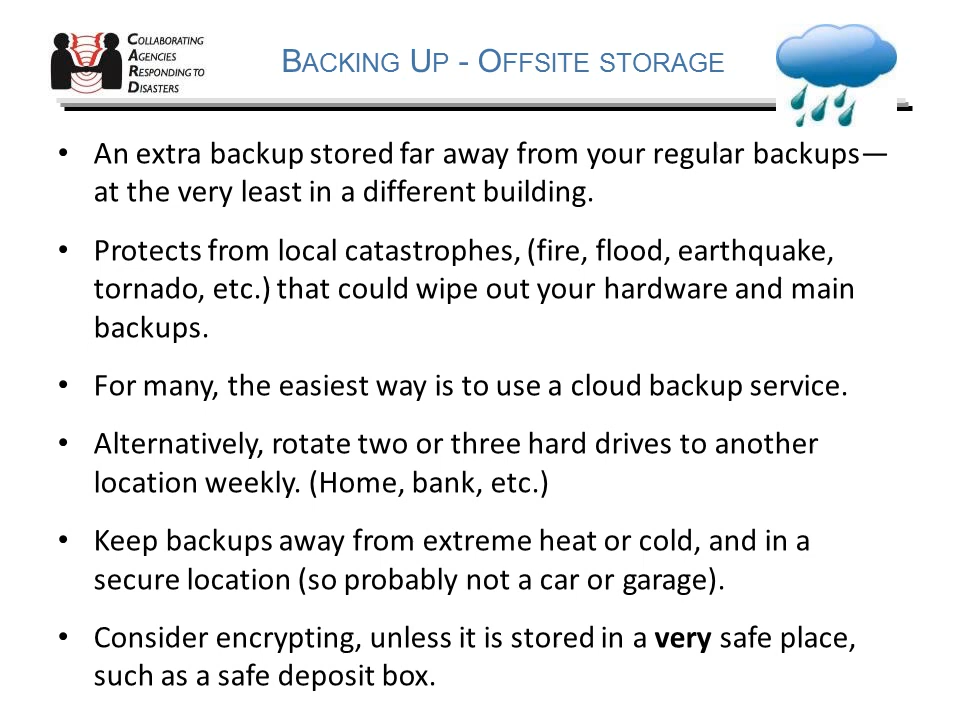 COLLABORATING
AGENCIES
RESPONDING TO
DISASTERS
BACKING UP - OFFSITE STORAGE
• An extra backup stored far away from your regular backups—
at the very least in a different building.
• Protects from local catastrophes, (fire, flood, earthquake,
tornado, etc.) that could wipe out your hardware and main
backups.
• For many, the easiest way is to use a cloud backup service.
• Alternatively, rotate two or three hard drives to another
location weekly. (Home, bank, etc.)
• Keep backups away from extreme heat or cold, and in a
secure location (so probably not a car or garage).
• Consider encrypting, unless it is stored in a very safe place,
such as a safe deposit box.